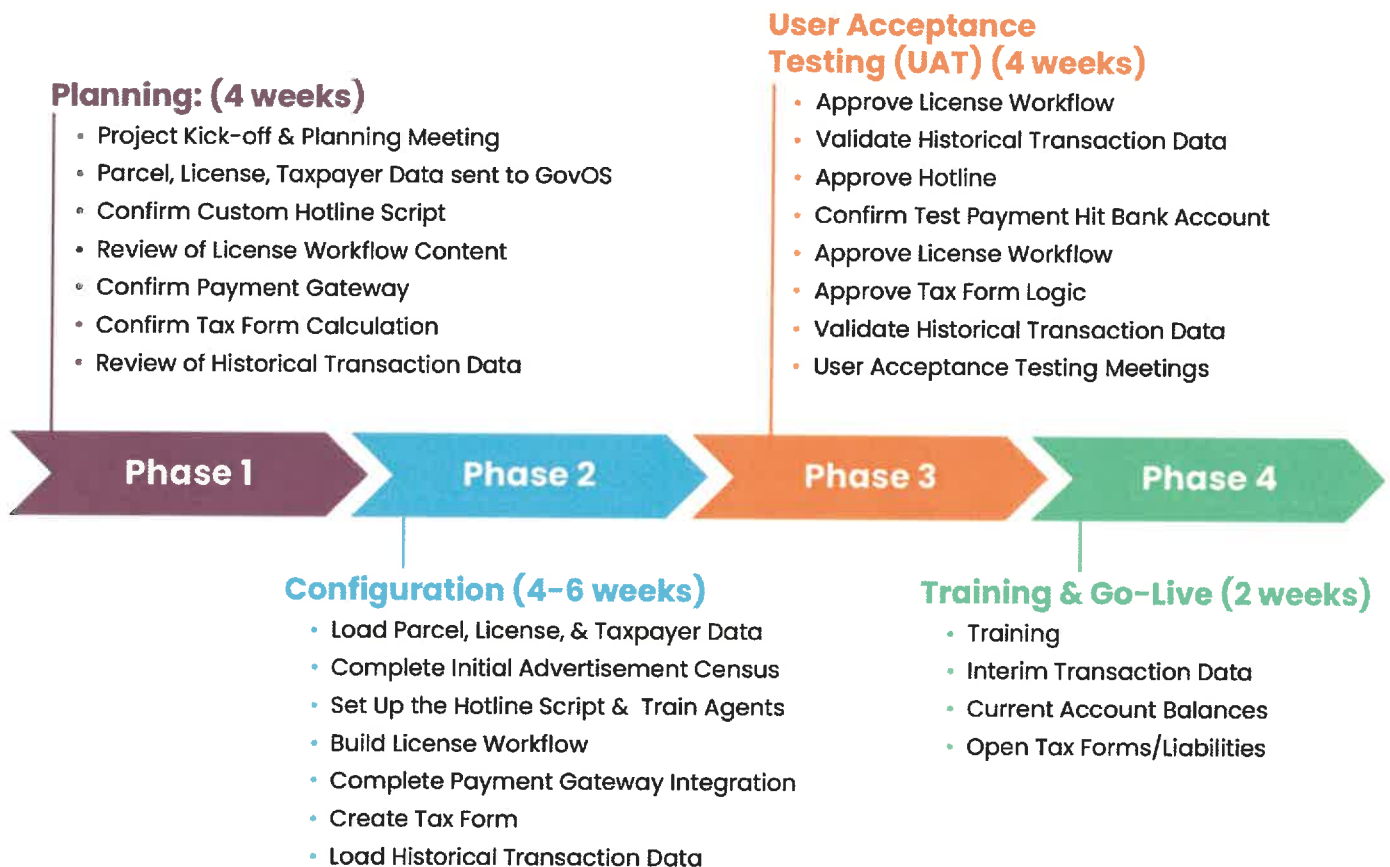 User Acceptance
Testing (UAT) (4 weeks)
• Approve License Workflow
• Validate Historical Transaction Data
• Approve Hotline
• Confirm Test Payment Hit Bank Account
• Approve License Workflow
• Approve Tax Form Logic
• Validate Historical Transaction Data
• User Acceptance Testing Meetings
Planning: (4 weeks)
• Project Kick-off & Planning Meeting
• Parcel, License, Taxpayer Data sent to GovOS
• Confirm Custom Hotline Script
• Review of License Workflow Content
• Confirm Payment Gateway
• Confirm Tax Form Calculation
• Review of Historical Transaction Data
Phase 1
Phase 2
Phase 3
Phase 4
Configuration (4-6 weeks)
• Load Parcel, License, & Taxpayer Data
• Complete Initial Advertisement Census
• Set Up the Hotline Script & Train Agents
• Build License Workflow
• Complete Payment Gateway Integration
• Create Tax Form
• Load Historical Transaction Data
Training & Go-Live (2 weeks)
• Training
• Interim Transaction Data
• Current Account Balances
• Open Tax Forms/Liabilities